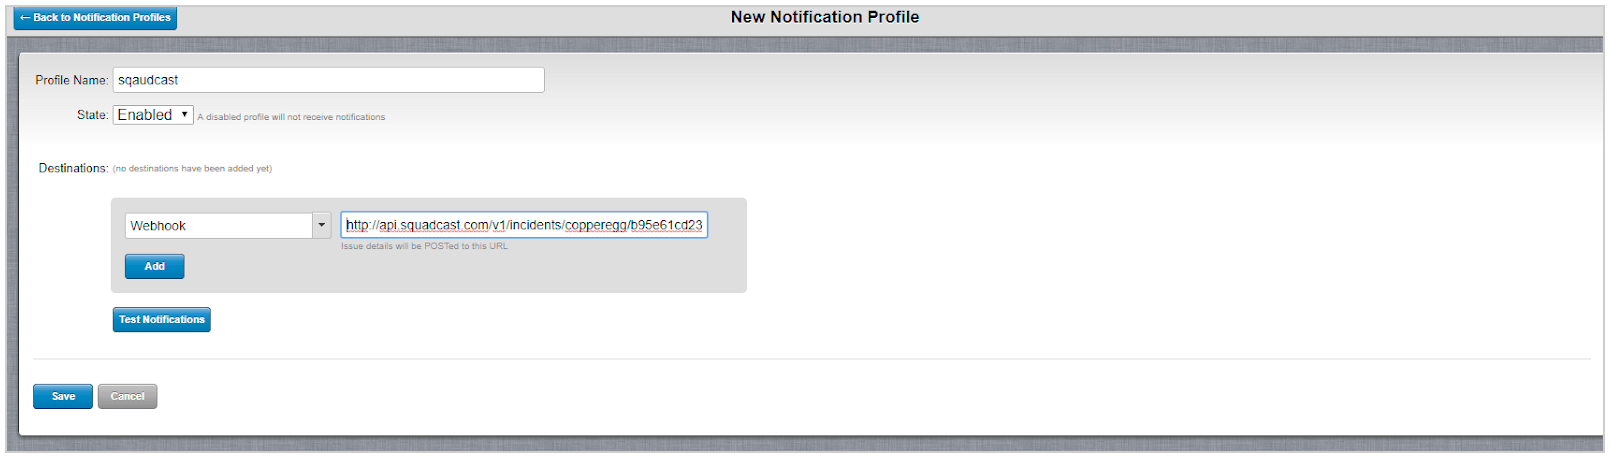 ← Back to Notification Profiles
New Notification Profile
Profile Name: sqaudcast
State: Enabled ▼ A disabled profile will not receive notifications
Destinations: (no destinations have been added yet)
Webhook http://api.squadcast.com/v1/incidents/copperegg/b95e61cd23
Issue details will be POSTed to this URL
Add
Test Notifications
Save Cancel